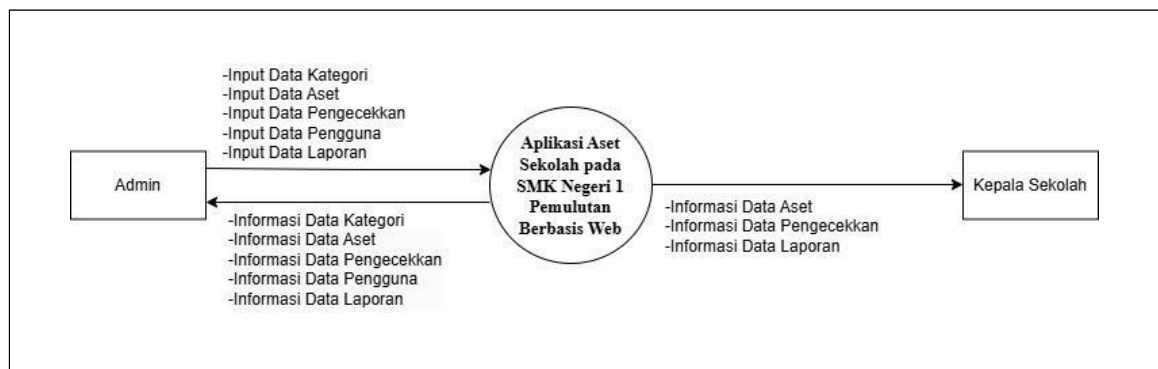 -Input Data Kategori
-Input Data Aset
-Input Data Pengecekkan
-Input Data Pengguna
-Input Data Laporan
Admin
Aplikasi Aset
Sekolah pada
SMK Negeri 1
Pemulutan
Berbasis Web
Kepala Sekolah
-Informasi Data Kategori
-Informasi Data Aset
-Informasi Data Pengecekkan
-Informasi Data Pengguna
-Informasi Data Laporan
-Informasi Data Aset
-Informasi Data Pengecekkan
-Informasi Data Laporan